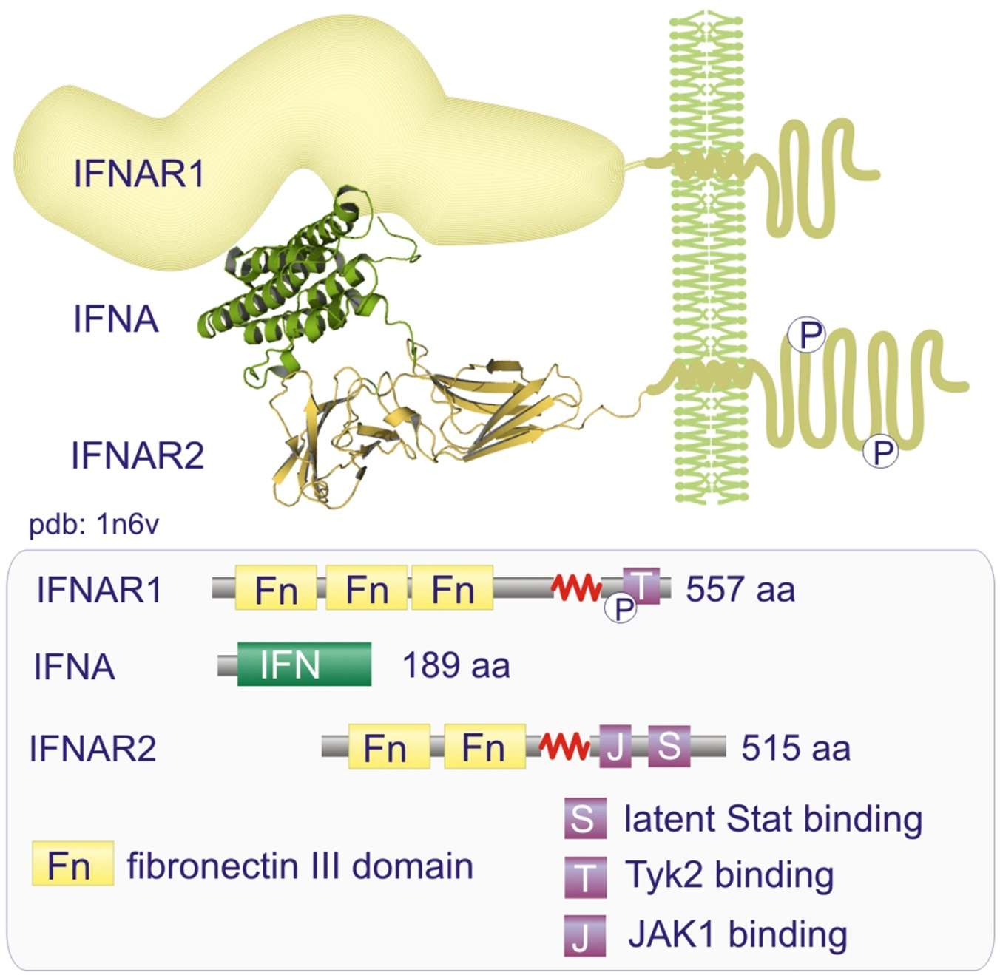 IFNAR1
IFNA
P
IFNAR2
P
pdb: 1n6v
IFNAR1 Fn Fn Fn T 557 aa
P
IFNA IFN 189 aa
IFNAR2 Fn Fn J S 515 aa
S latent Stat binding
Fn fibronectin III domain
T Tyk2 binding
J JAK1 binding